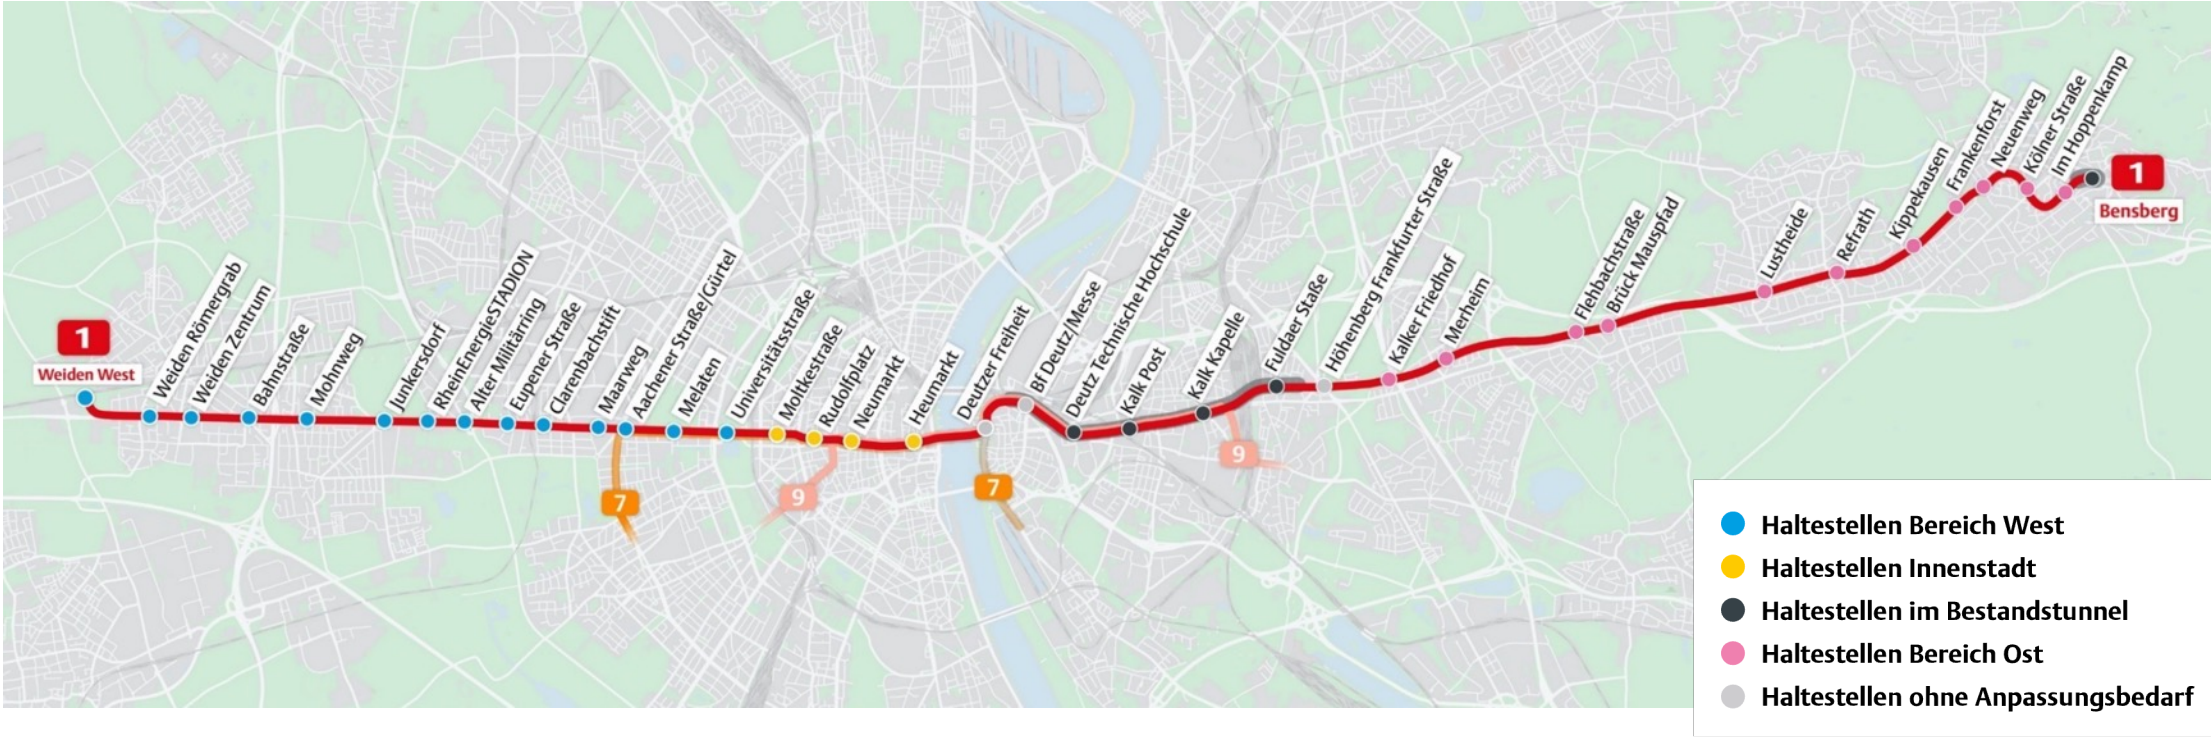 1
Weiden West
Weiden Römergrab
Weiden Zentrum
Bahnstraße
Mohnweg
Junkersdorf
RheinEnergieSTADION
Alter Militärring
Eupener Straße
Clarenbachstift
Maarweg
Aachener Straße/Gürtel
Melaten
Universitätsstraße
Moltkestraße
Rudolfplatz
Neumarkt
Heumarkt
Deutzer Freiheit
Bf Deutz/Messe
Deutz Technische Hochschule
Kalk Post
Kalk Kapelle
Fuldaer Staße
Höhenberg Frankfurter Straße
Kalker Friedhof
Merheim
Flehbachstraße
Brück Mauspfad
Lustheide
Refrath
Kippekausen
Frankenforst
Neuenweg
Kölner Straße
Im Hoppenkamp
1
Bensberg
7
9
7
9
Haltestellen Bereich West
Haltestellen Innenstadt
Haltestellen im Bestandstunnel
Haltestellen Bereich Ost
Haltestellen ohne Anpassungsbedarf